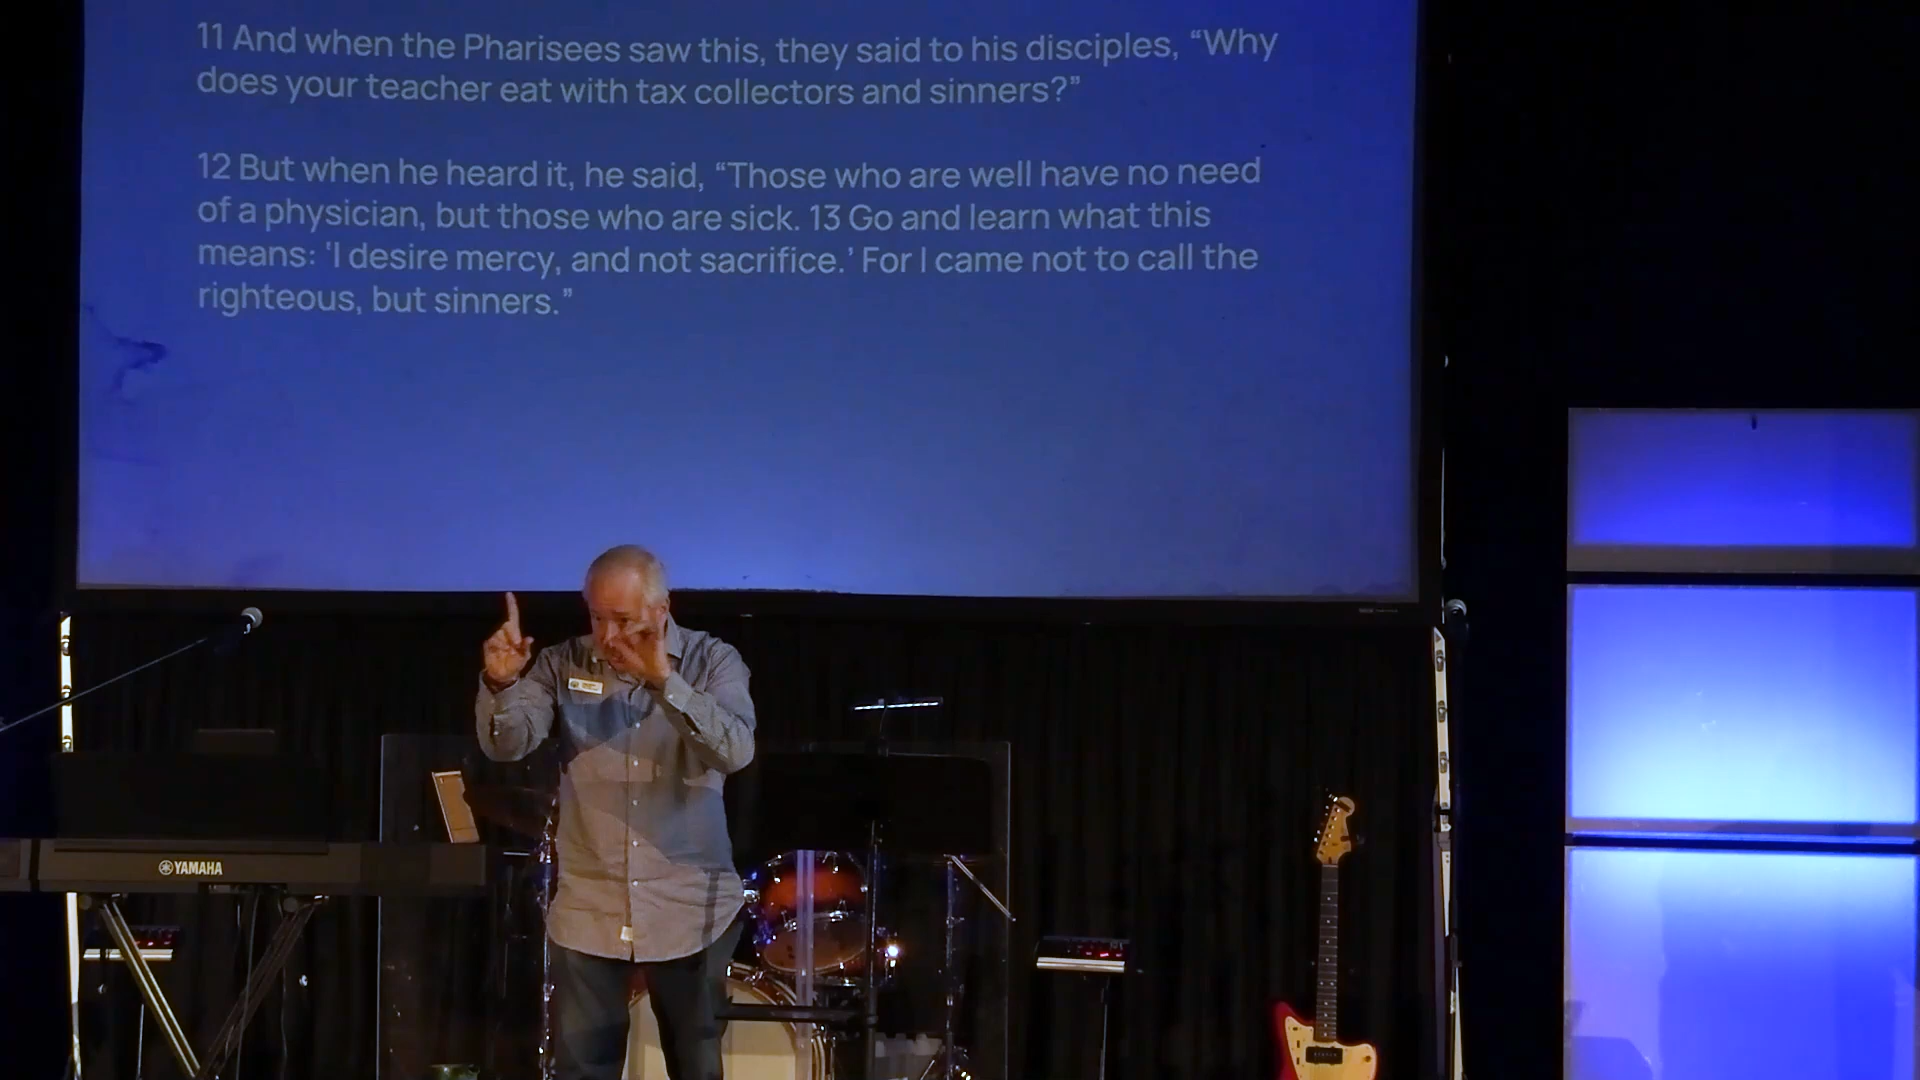 11 And when the Pharisees saw this, they said to his disciples, “Why
does your teacher eat with tax collectors and sinners?”
12 But when he heard it, he said, “Those who are well have no need
of a physician, but those who are sick. 13 Go and learn what this
means: ‘I desire mercy, and not sacrifice.’ For I came not to call the
righteous, but sinners.”
YAMAHA